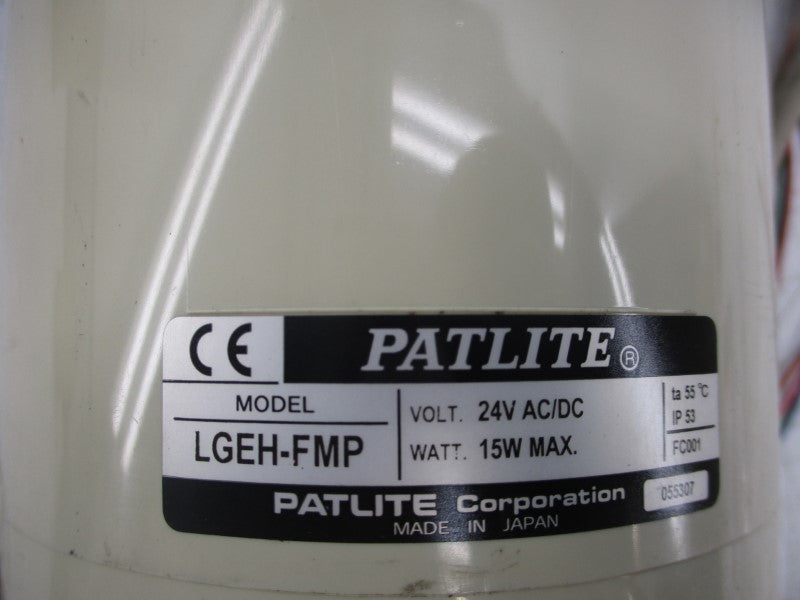 CE PATLITE®
MODEL
LGEH-FMP
VOLT. 24V AC/DC
WATT. 15W MAX.
ta 55 °C
IP 53
FC001
PATLITE Corporation
055307
MADE IN JAPAN